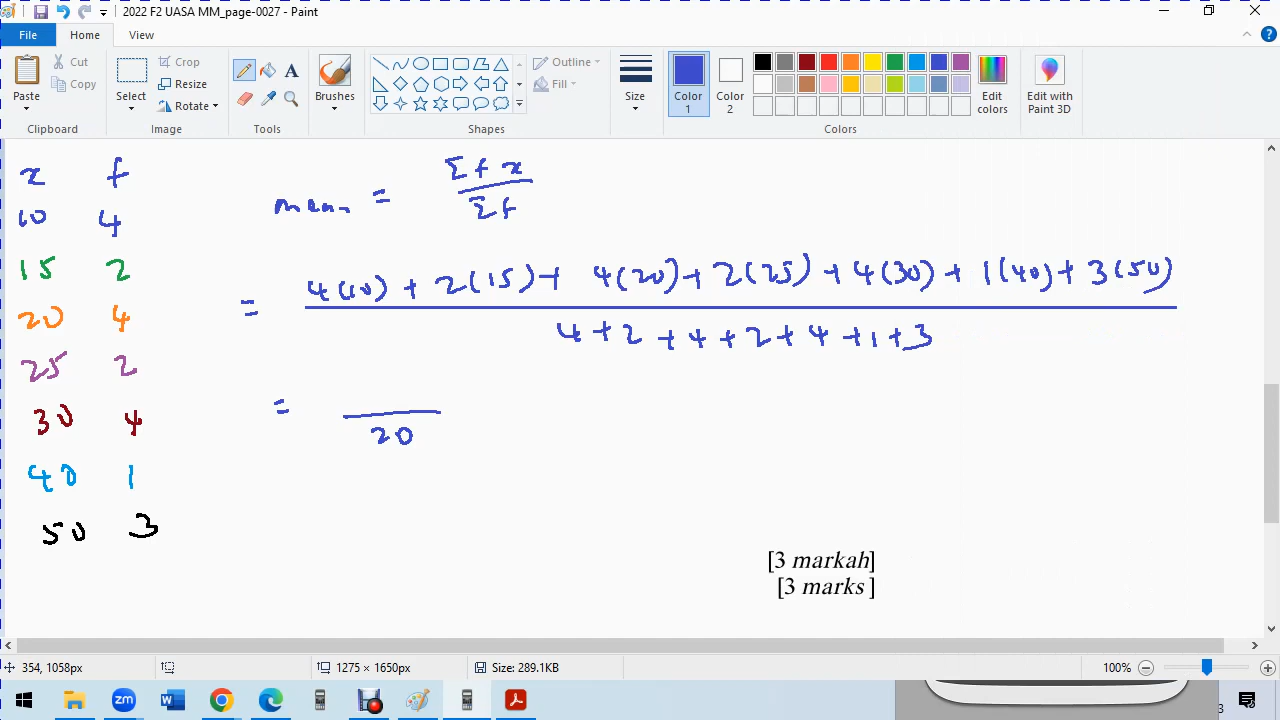 2022 F2 UASA MM_page-0027 - Paint
File Home View
Paste Cut Copy Clipboard
Select Crop Resize Rotate Image
Tools
Brushes
Outline Fill Shapes
Size
Color 1 Color 2 Edit colors Colors
Edit with Paint 3D
x f
10 4
15 2
20 4
25 2
30 4
40 1
50 3
mean = Σ f x / Σ f
= 4(10) + 2(15) + 4(20) + 2(25) + 4(30) + 1(40) + 3(50)
4 + 2 + 4 + 2 + 4 + 1 + 3
= 
20
[3 markah]
[3 marks ]
354, 1058px 1275 × 1650px Size: 289.1KB 100%
zm W
3